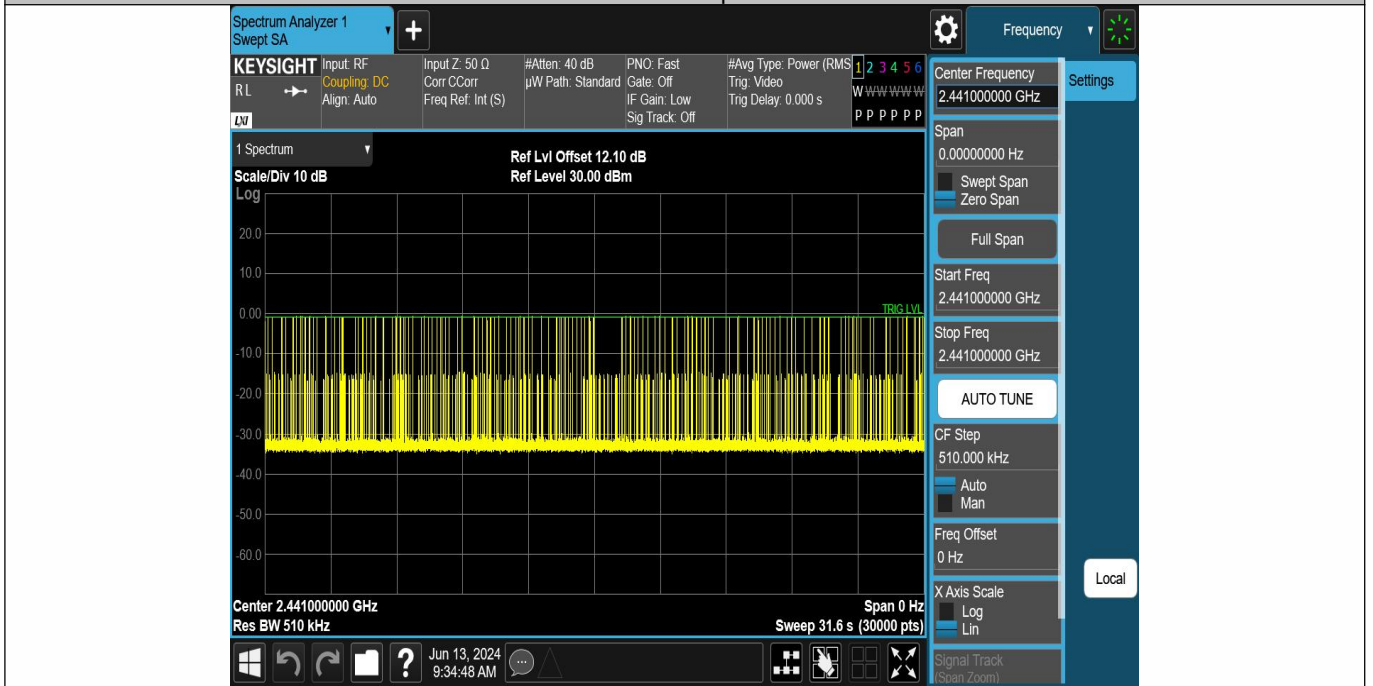 Spectrum Analyzer 1
Swept SA
+
Frequency
KEYSIGHT
RL
LXI
Input: RF
Coupling: DC
Align: Auto
Input Z: 50 Ω
Corr CCorr
Freq Ref: Int (S)
#Atten: 40 dB
µW Path: Standard
PNO: Fast
Gate: Off
IF Gain: Low
Sig Track: Off
#Avg Type: Power (RMS
Trig: Video
Trig Delay: 0.000 s
1 2 3 4 5 6
W W W W W W
P P P P P P
Center Frequency
2.441000000 GHz
Settings
Span
0.00000000 Hz
Swept Span
Zero Span
Full Span
Start Freq
2.441000000 GHz
Stop Freq
2.441000000 GHz
AUTO TUNE
CF Step
510.000 kHz
Auto
Man
Freq Offset
0 Hz
X Axis Scale
Log
Lin
Signal Track
(Span Zoom)
Local
1 Spectrum
Scale/Div 10 dB
Ref Lvl Offset 12.10 dB
Ref Level 30.00 dBm
Log
20.0
10.0
0.00
-10.0
-20.0
-30.0
-40.0
-50.0
-60.0
TRIG LVL
Center 2.441000000 GHz
Span 0 Hz
Res BW 510 kHz
Sweep 31.6 s (30000 pts)
?
Jun 13, 2024
9:34:48 AM